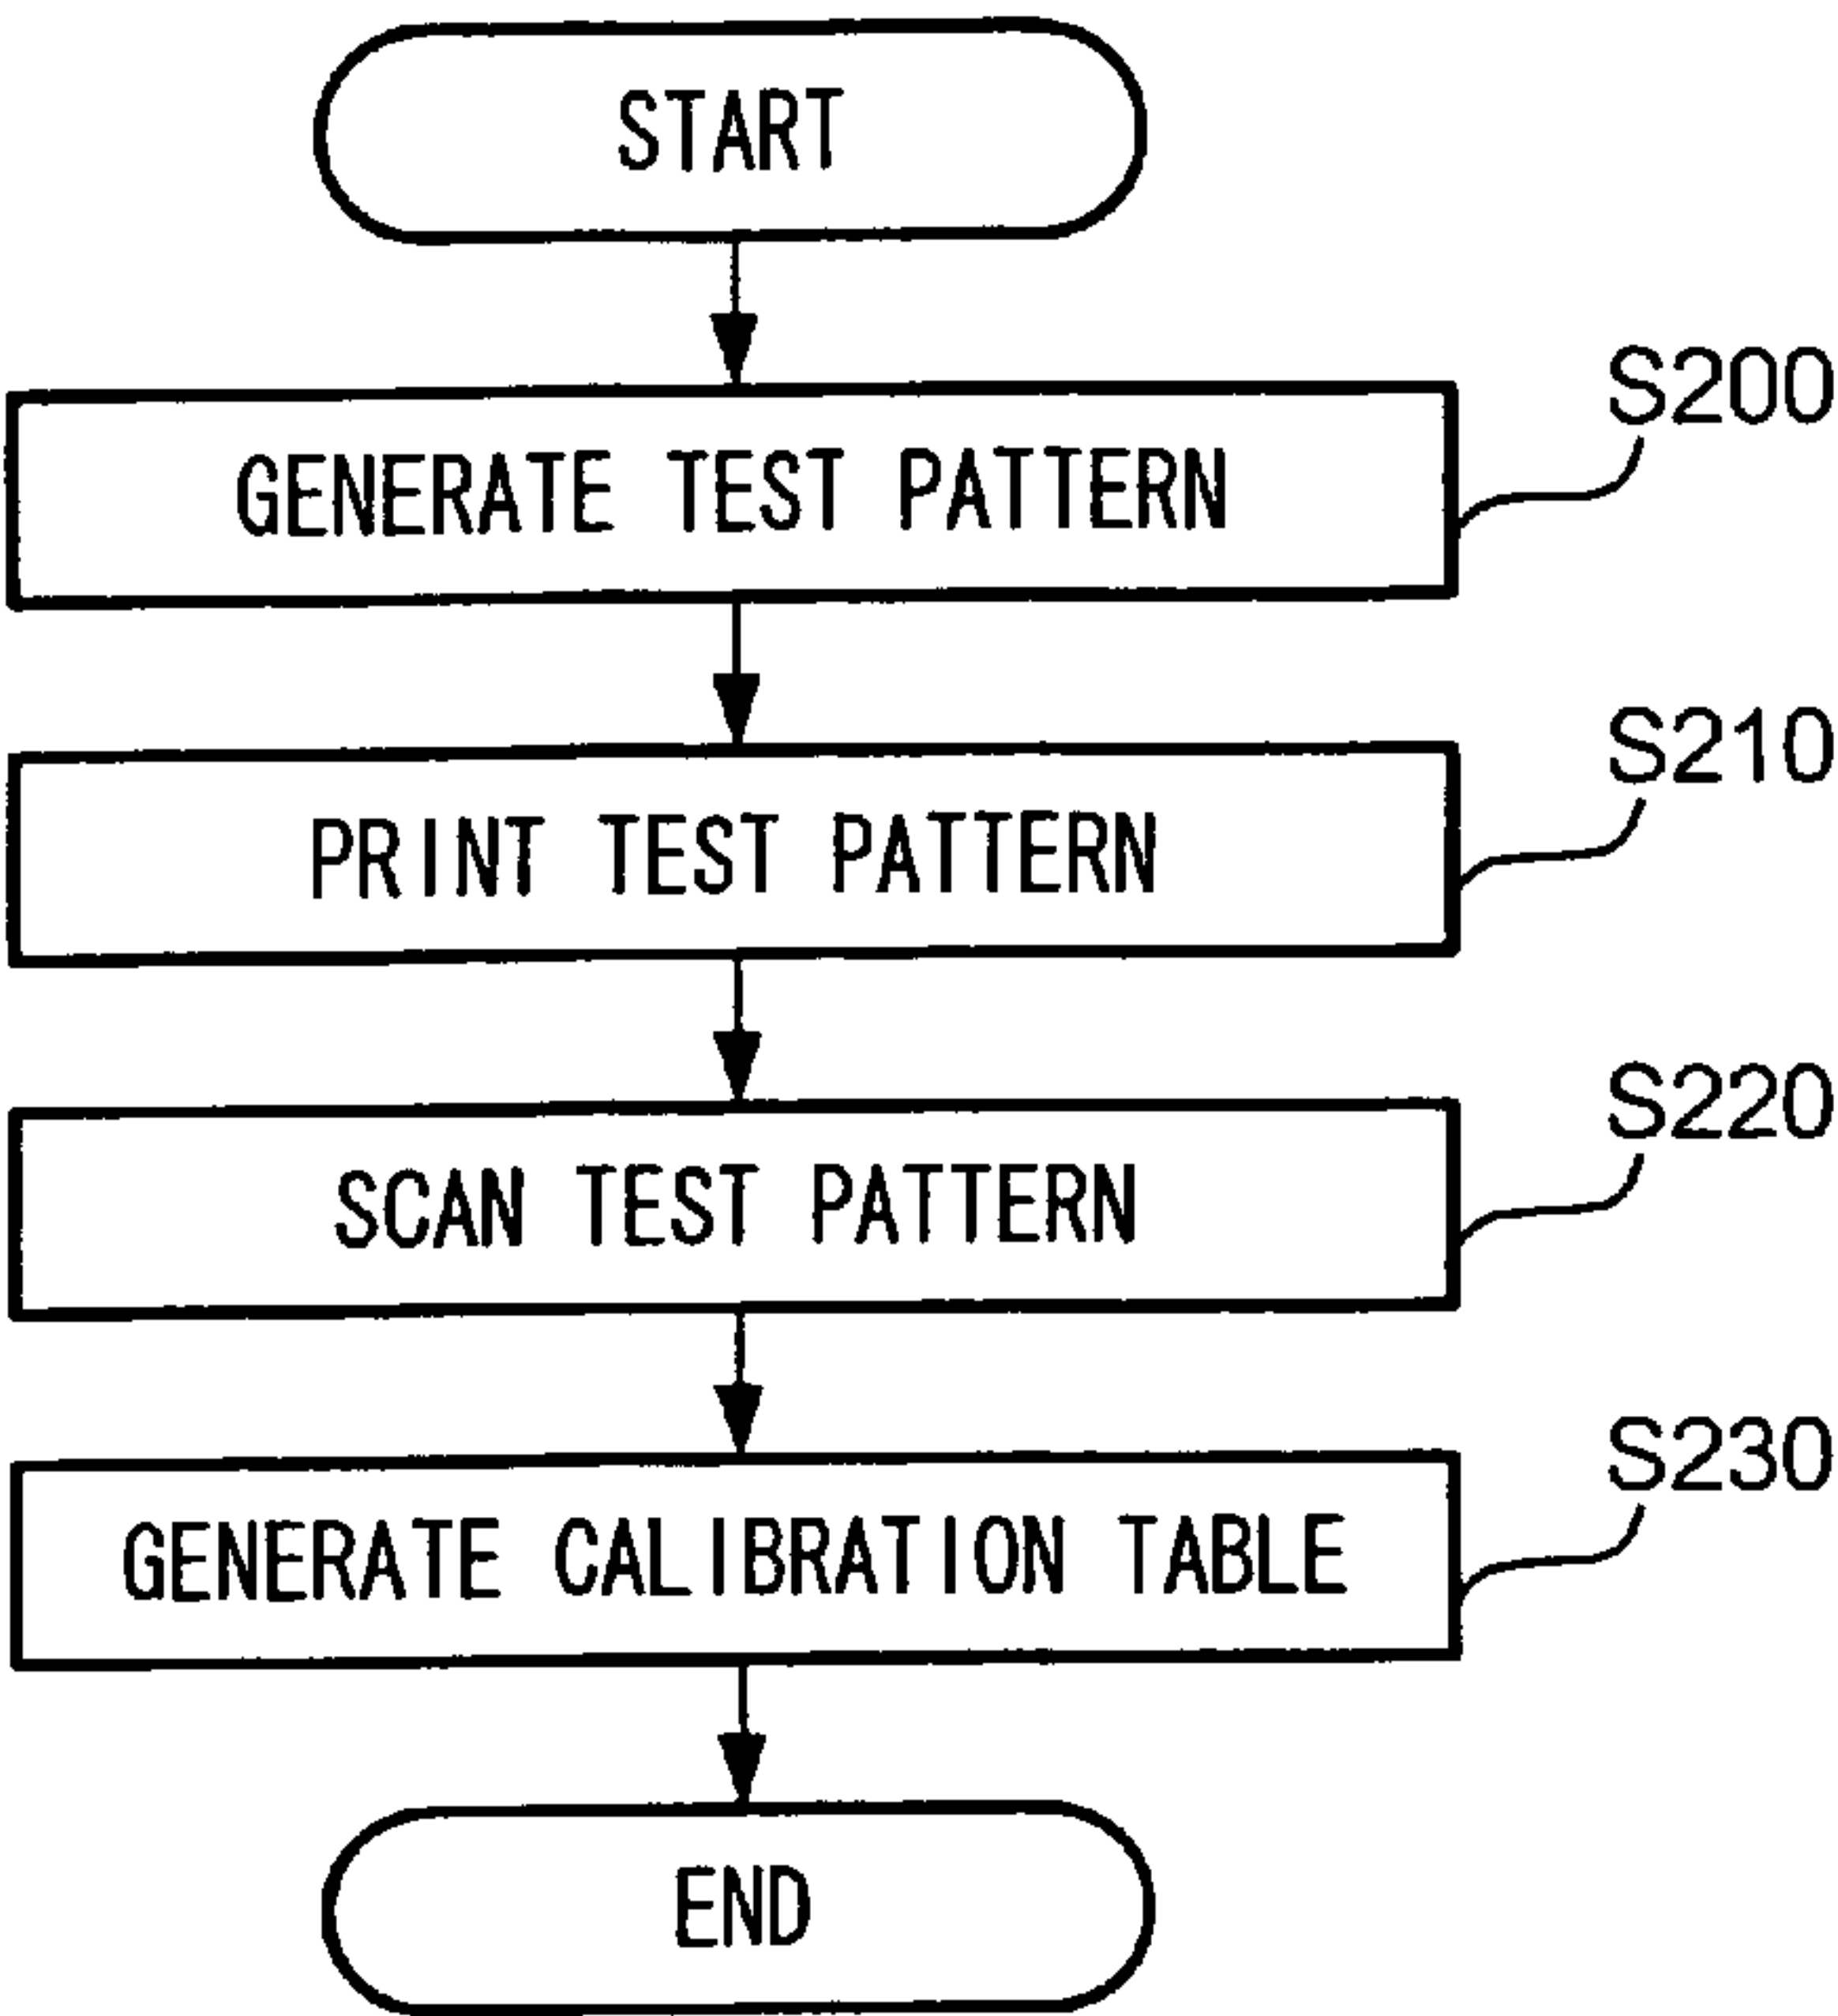 START
S200
GENERATE TEST PATTERN
S210
PRINT TEST PATTERN
S220
SCAN TEST PATTERN
S230
GENERATE CALIBRATION TABLE
END